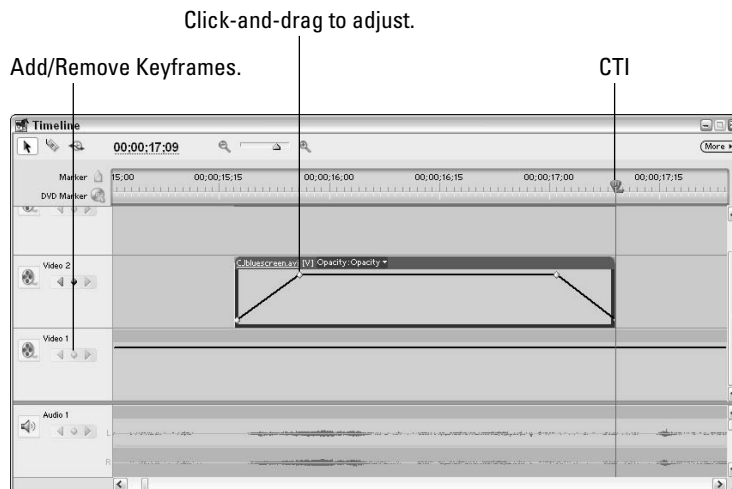 Click-and-drag to adjust.
Add/Remove Keyframes.
CTI
Timeline
00;00;17;09
More
Marker
15;00
00;00;15;15
00;00;16;00
00;00;16;15
00;00;17;00
00;00;17;15
DVD Marker
Video 2
CJbluescreen.avi [V] Opacity:Opacity
Video 1
Audio 1
L
R